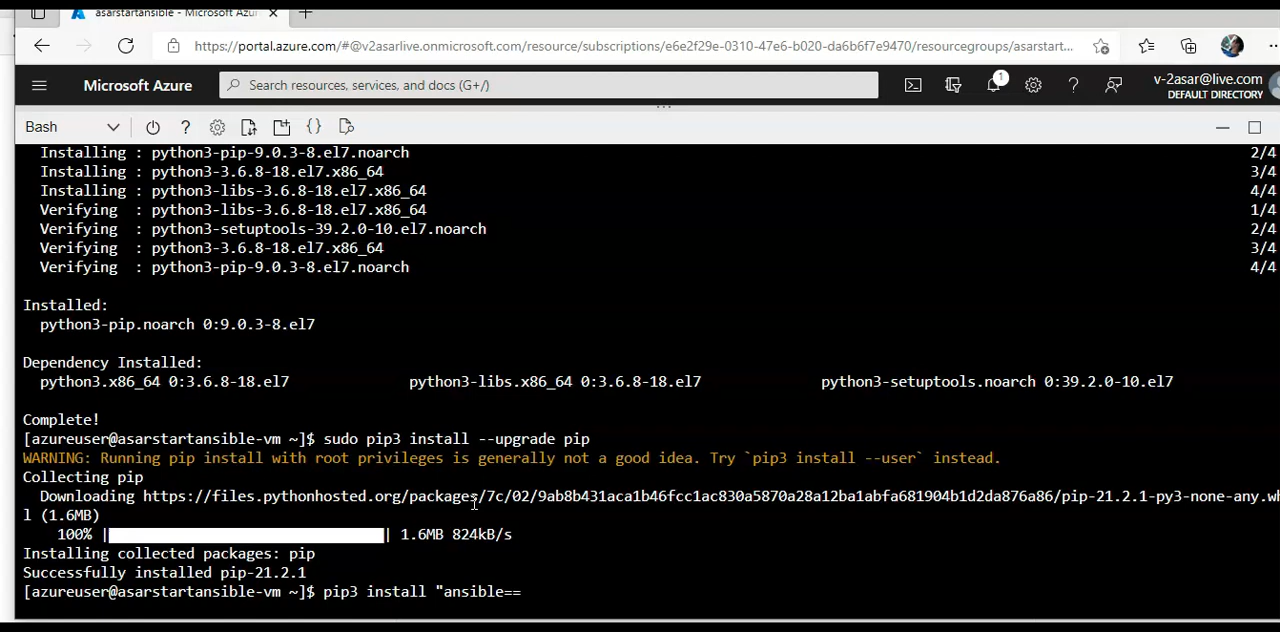 asarstartansible - Microsoft Azur
https://portal.azure.com/#@v2asarlive.onmicrosoft.com/resource/subscriptions/e6e2f29e-0310-47e6-b020-da6b6f7e9470/resourcegroups/asarstart...
Microsoft Azure
Search resources, services, and docs (G+/)
1
v-2asar@live.com
DEFAULT DIRECTORY
Bash
Installing : python3-pip-9.0.3-8.el7.noarch 2/4
Installing : python3-3.6.8-18.el7.x86_64 3/4
Installing : python3-libs-3.6.8-18.el7.x86_64 4/4
Verifying : python3-libs-3.6.8-18.el7.x86_64 1/4
Verifying : python3-setuptools-39.2.0-10.el7.noarch 2/4
Verifying : python3-3.6.8-18.el7.x86_64 3/4
Verifying : python3-pip-9.0.3-8.el7.noarch 4/4
Installed:
python3-pip.noarch 0:9.0.3-8.el7
Dependency Installed:
python3.x86_64 0:3.6.8-18.el7 python3-libs.x86_64 0:3.6.8-18.el7 python3-setuptools.noarch 0:39.2.0-10.el7
Complete!
[azureuser@asarstartansible-vm ~]$ sudo pip3 install --upgrade pip
WARNING: Running pip install with root privileges is generally not a good idea. Try `pip3 install --user` instead.
Collecting pip
Downloading https://files.pythonhosted.org/packages/7c/02/9ab8b431aca1b46fcc1ac830a5870a28a12ba1abfa681904b1d2da876a86/pip-21.2.1-py3-none-any.wh
l (1.6MB)
100% || 1.6MB 824kB/s
Installing collected packages: pip
Successfully installed pip-21.2.1
[azureuser@asarstartansible-vm ~]$ pip3 install "ansible==